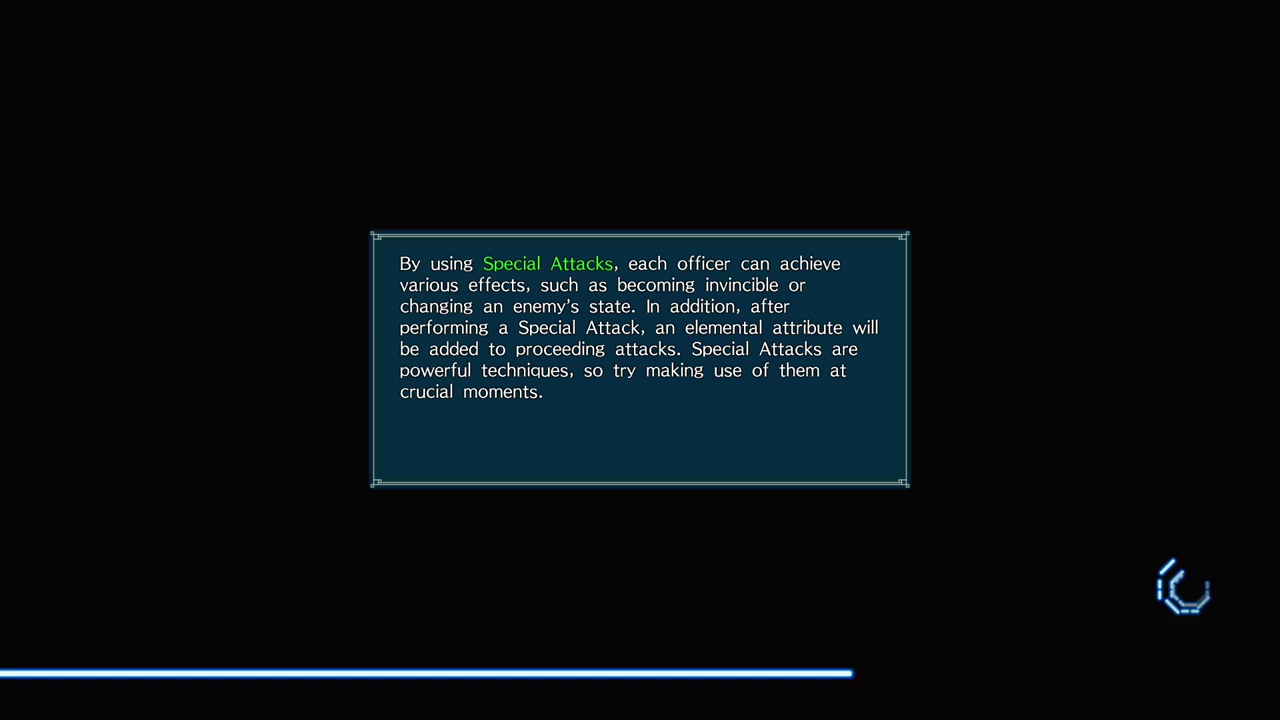 By using Special Attacks, each officer can achieve
various effects, such as becoming invincible or
changing an enemy's state. In addition, after
performing a Special Attack, an elemental attribute will
be added to proceeding attacks. Special Attacks are
powerful techniques, so try making use of them at
crucial moments.